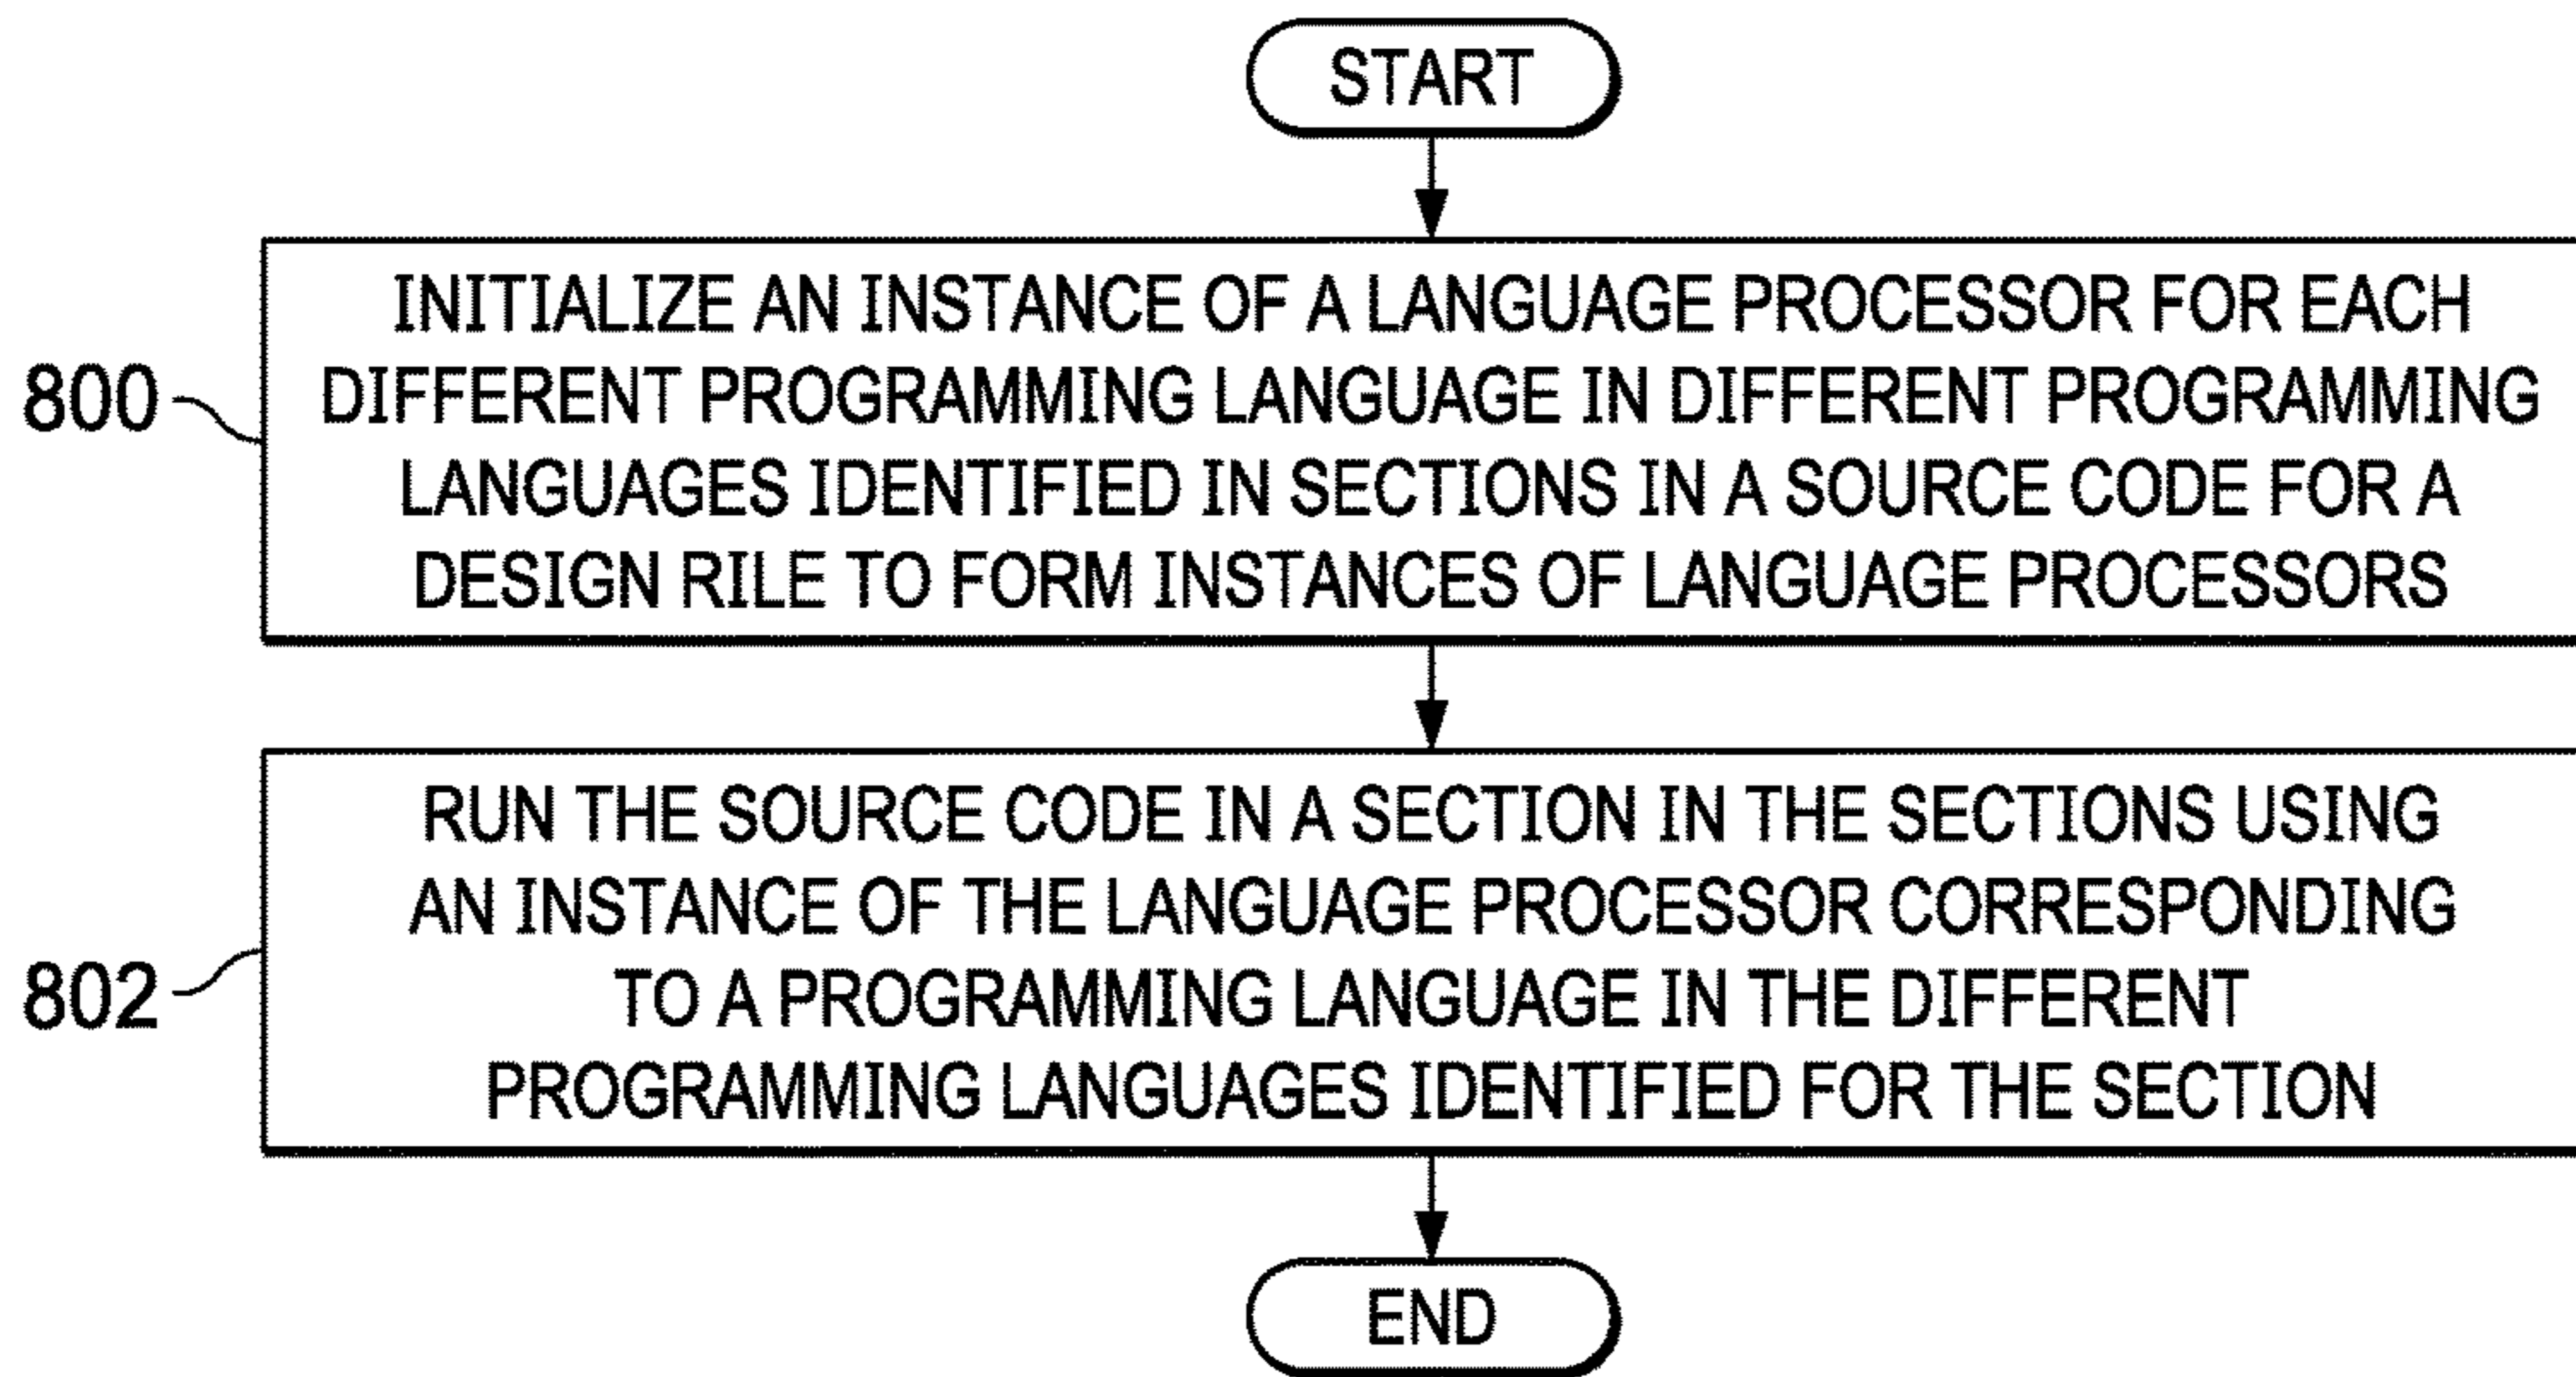 START
INITIALIZE AN INSTANCE OF A LANGUAGE PROCESSOR FOR EACH
DIFFERENT PROGRAMMING LANGUAGE IN DIFFERENT PROGRAMMING
LANGUAGES IDENTIFIED IN SECTIONS IN A SOURCE CODE FOR A
DESIGN RILE TO FORM INSTANCES OF LANGUAGE PROCESSORS
800
RUN THE SOURCE CODE IN A SECTION IN THE SECTIONS USING
AN INSTANCE OF THE LANGUAGE PROCESSOR CORRESPONDING
TO A PROGRAMMING LANGUAGE IN THE DIFFERENT
PROGRAMMING LANGUAGES IDENTIFIED FOR THE SECTION
802
END